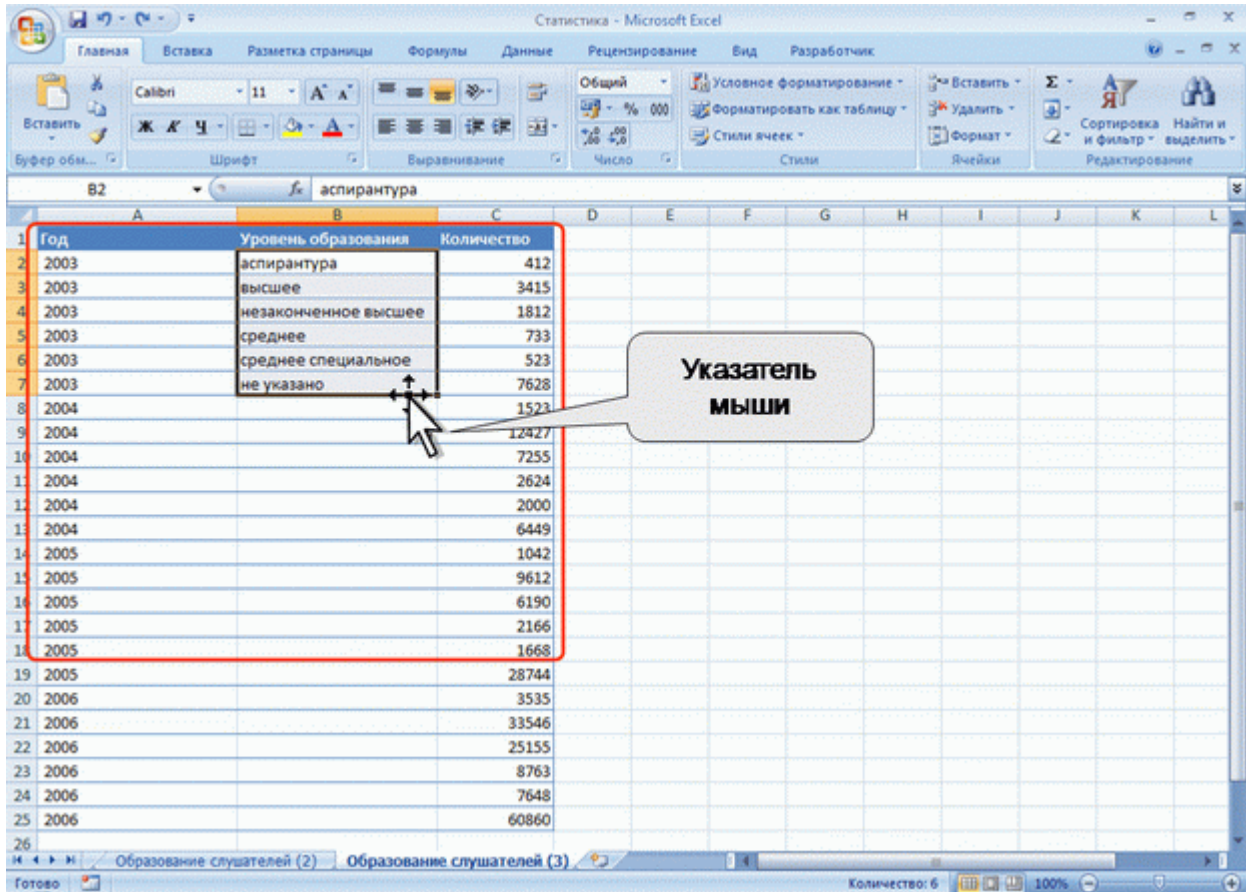 Статистика - Microsoft Excel
Главная Вставка Разметка страницы Формулы Данные Рецензирование Вид Разработчик
Вставить
Calibri 11 A A
Ж К Ч A
Общий
% 000
,00 ,0
Условное форматирование
Форматировать как таблицу
Стили ячеек
Вставить
Удалить
Формат
Σ
Сортировка и фильтр
Найти и выделить
Буфер обм... Шрифт Выравнивание Число Стили Ячейки Редактирование
B2 fx аспирантура
A B C D E F G H I J K L
1 Год Уровень образования Количество
2 2003 аспирантура 412
3 2003 высшее 3415
4 2003 незаконченное высшее 1812
5 2003 среднее 733
6 2003 среднее специальное 523
7 2003 не указано 7628
8 2004 1523
9 2004 12427
10 2004 7255
11 2004 2624
12 2004 2000
13 2004 6449
14 2005 1042
15 2005 9612
16 2005 6190
17 2005 2166
18 2005 1668
19 2005 28744
20 2006 3535
21 2006 33546
22 2006 25155
23 2006 8763
24 2006 7648
25 2006 60860
26
Указатель
мыши
Образование слушателей (2) Образование слушателей (3)
Готово Количество: 6 100%